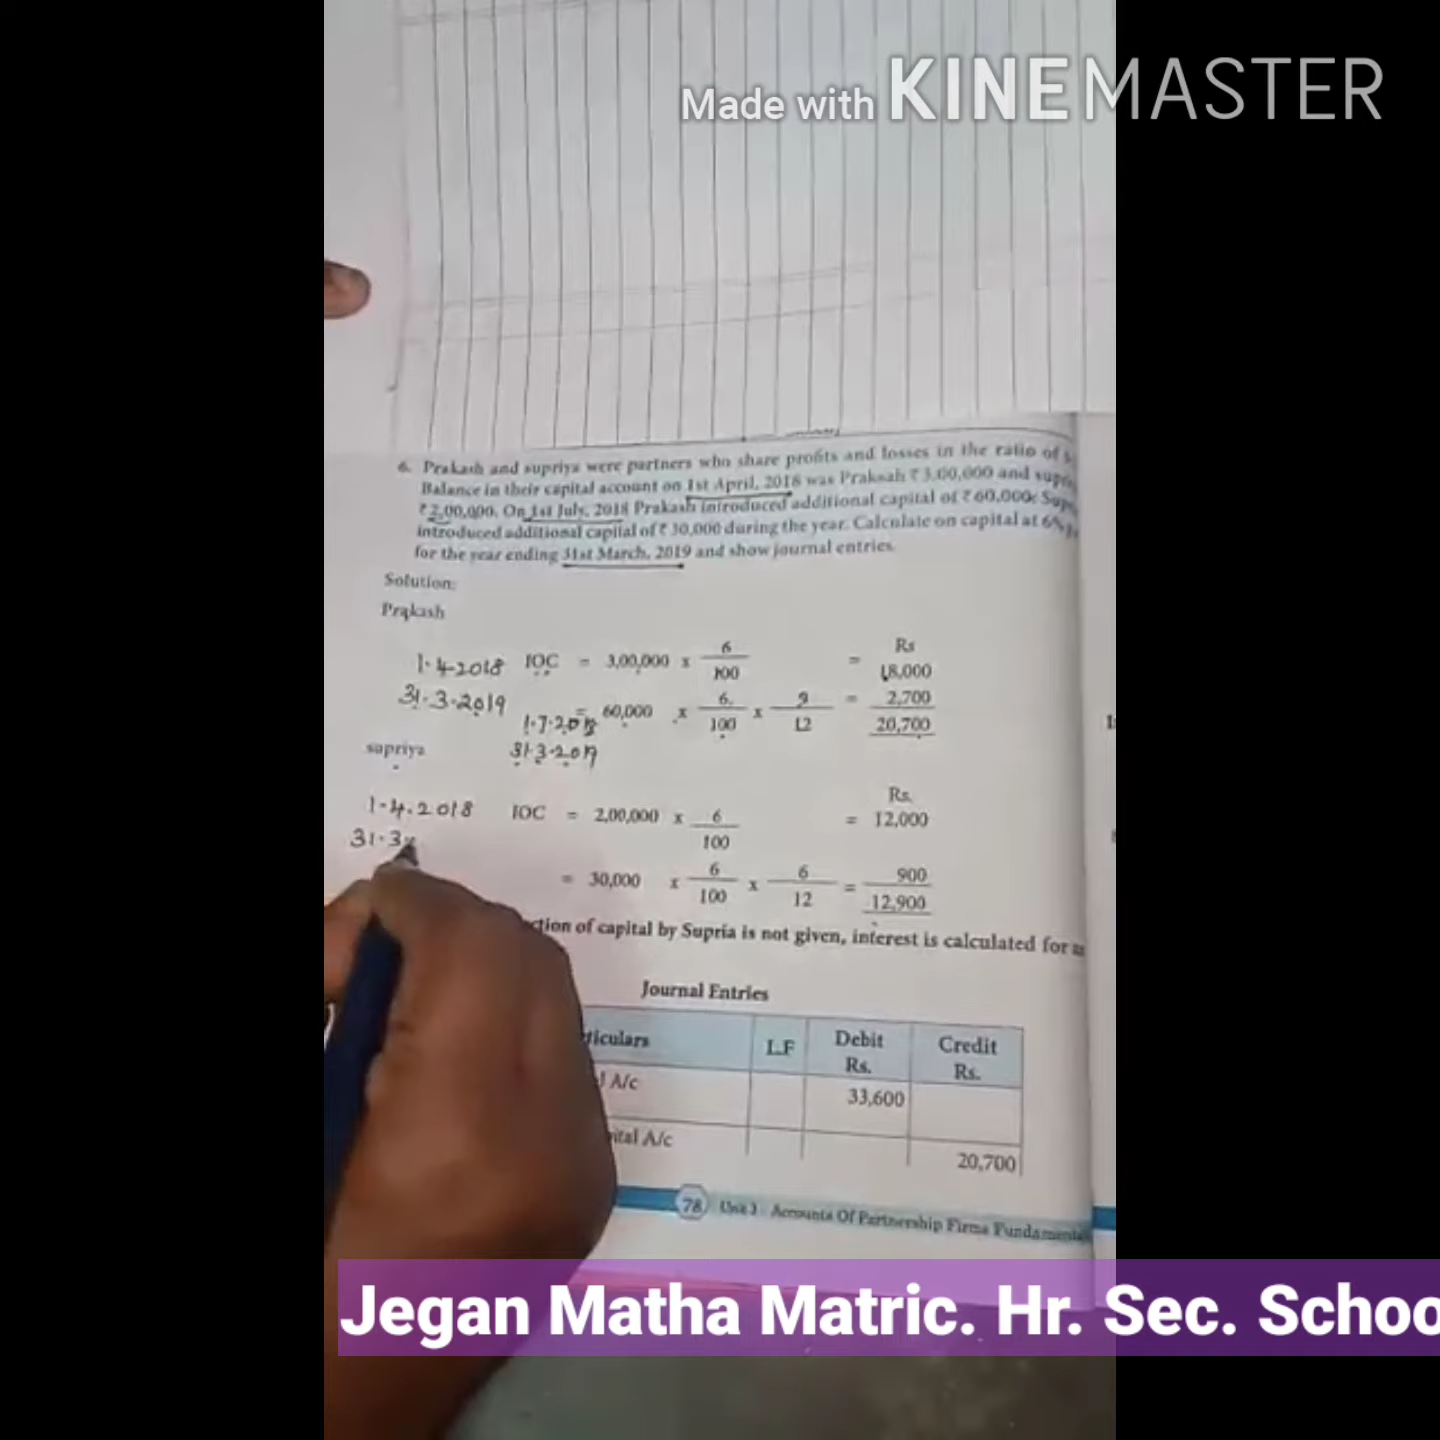 Made with KINEMASTER
6. Prakash and supriya were partners who share profits and losses in the ratio of
Balance in their capital account on 1st April, 2018 was Praksah ₹ 3,00,000 and
₹ 2,00,000. On 1st July, 2018 Prakash introduced additional capital of ₹ 60,000.
introduced additional capital of ₹ 30,000 during the year. Calculate on capital at 6%
for the year ending 31st March, 2019 and show journal entries.
Solution:
Prakash
Rs
1.4.2018 IOC = 3,00,000 x 6/100 = 18,000
31.3.2019
= 60,000 x 6/100 x 9/12 = 2,700
1.7.2018 20,700
supriya 31.3.2019
Rs.
1.4.2018 IOC = 2,00,000 x 6/100 = 12,000
31.3
= 30,000 x 6/100 x 6/12 = 900
12,900
of capital by Supria is not given, interest is calculated for
Journal Entries
L.F Debit Rs. Credit Rs.
A/c 33,600
A/c 20,700
78 Unit 3 - Accounts Of Partnership Firms Fundamentals
Jegan Matha Matric. Hr. Sec. Schoo